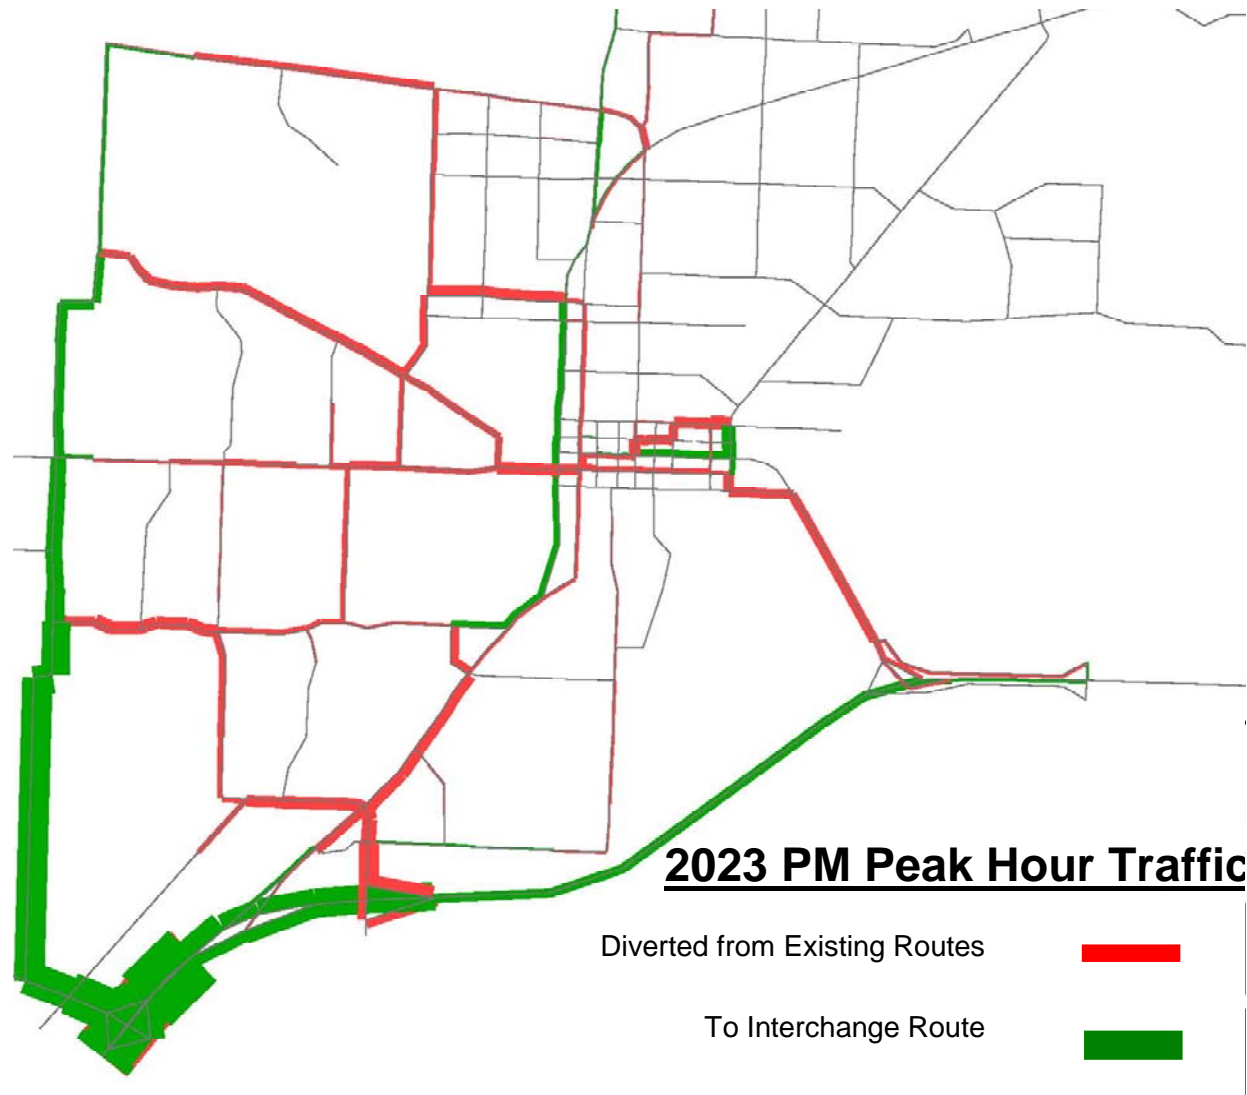 2023 PM Peak Hour Traffic
Diverted from Existing Routes
To Interchange Route